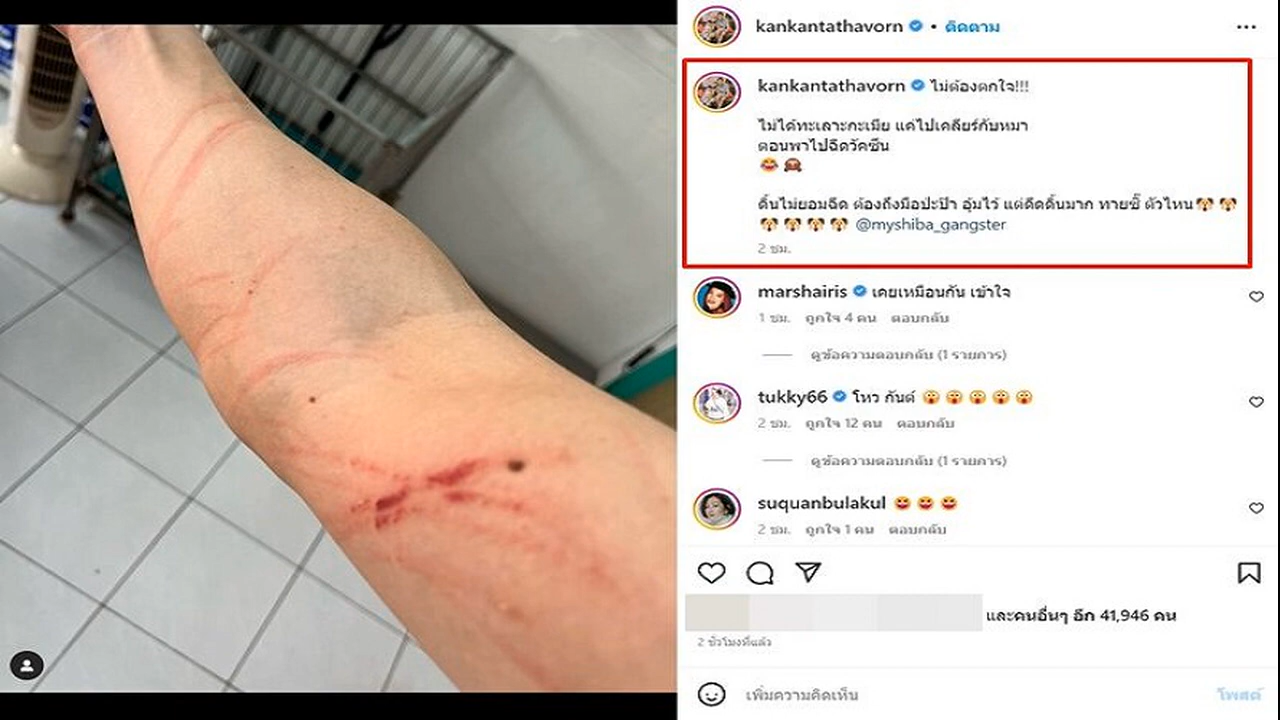 kankantathavorn • ติดตาม
kankantathavorn ไม่ต้องตกใจ!!!
ไม่ได้ทะเลาะกะเมีย แค่ไปเคลียร์กับหมา
ตอนพาไปฉีดวัคซีน
😂 🙈
ดิ้นไม่ยอมฉีด ต้องถึงมือปะป๊า อุ้มไว้ แต่ดีดดิ้นมาก ทายซิ๊ ตัวไหน🐶 🐶
🐶 🐶 🐶 🐶 @myshiba_gangster
2 ชม.
marshairis เคยเหมือนกัน เข้าใจ
1 ชม. ถูกใจ 4 คน ตอบกลับ
ดูข้อความตอบกลับ (1 รายการ)
tukky66 โหว กันต์ 😲 😲 😲 😲 😲
2 ชม. ถูกใจ 12 คน ตอบกลับ
ดูข้อความตอบกลับ (1 รายการ)
suquanbulakul 😝 😝 😝
2 ชม. ถูกใจ 1 คน ตอบกลับ
และคนอื่นๆ อีก 41,946 คน
2 ชั่วโมงที่แล้ว
เพิ่มความคิดเห็น โพสต์